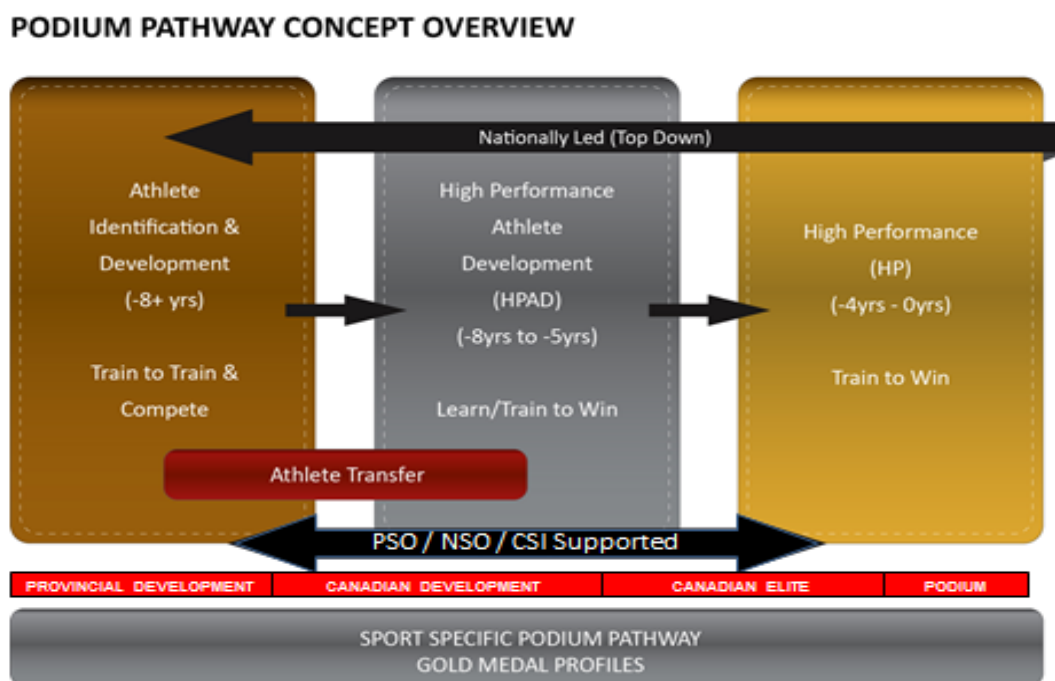 PODIUM PATHWAY CONCEPT OVERVIEW
Nationally Led (Top Down)
Athlete
Identification &
Development
(-8+ yrs)
Train to Train &
Compete
High Performance
Athlete
Development
(HPAD)
(-8yrs to -5yrs)
Learn/Train to Win
High Performance
(HP)
(-4yrs - 0yrs)
Train to Win
Athlete Transfer
PSO / NSO / CSI Supported
PROVINCIAL DEVELOPMENT
CANADIAN DEVELOPMENT
CANADIAN ELITE
PODIUM
SPORT SPECIFIC PODIUM PATHWAY
GOLD MEDAL PROFILES